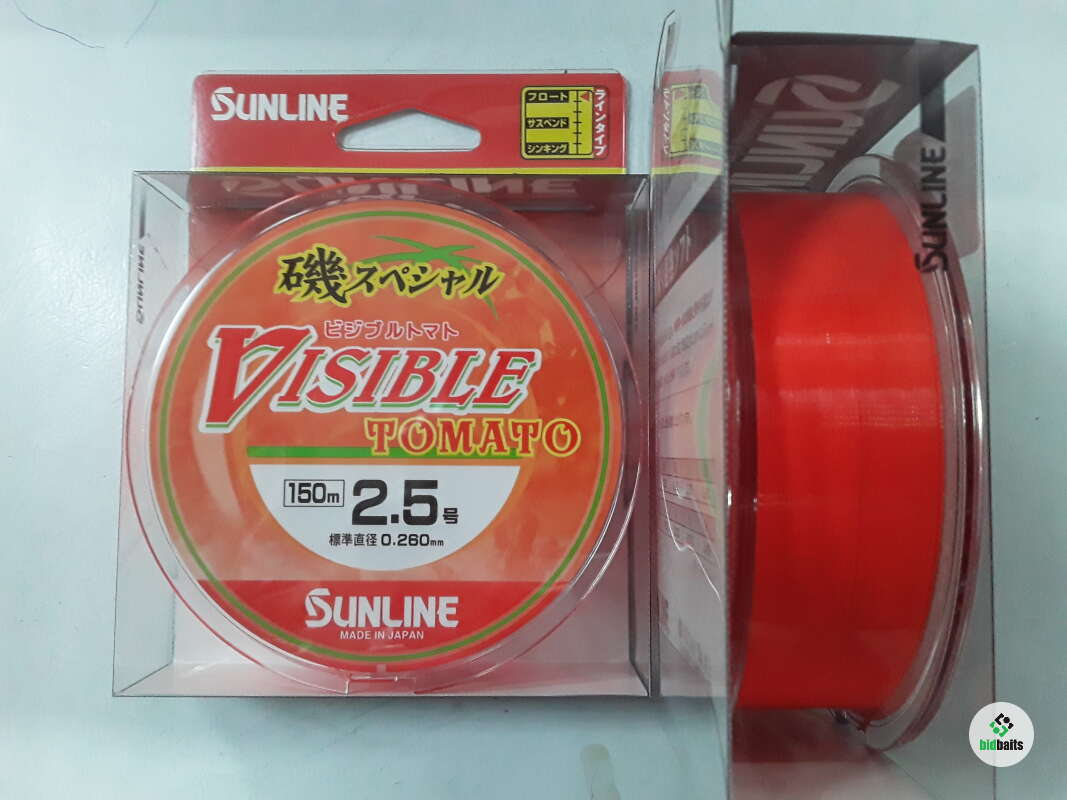 SUNLINE
フロート
サスペンド
シンキング
ラインタイプ
磯スペシャル
ビジブルトマト
VISIBLE
TOMATO
150m 2.5号
標準直径 0.260mm
SUNLINE
MADE IN JAPAN
SUNLINE
bidbaits